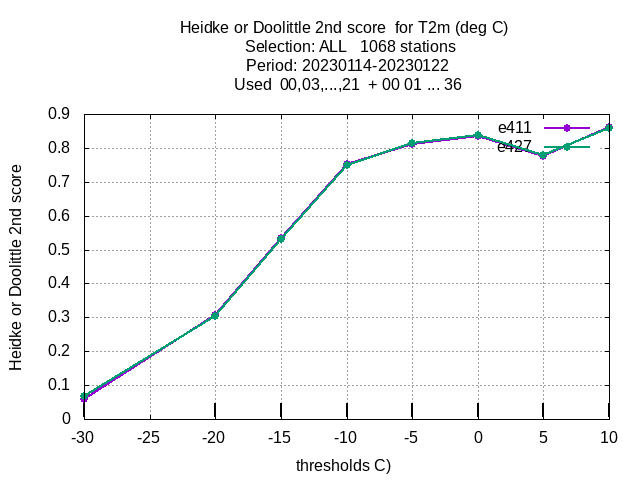 Heidke or Doolittle 2nd score  for T2m (deg C)
Selection: ALL   1068 stations
Period: 20230114-20230122
Used  00,03,...,21  + 00 01 ... 36
Heidke or Doolittle 2nd score
0.9
0.8
0.7
0.6
0.5
0.4
0.3
0.2
0.1
0
e411
e427
-30 -25 -20 -15 -10 -5 0 5 10
thresholds C)